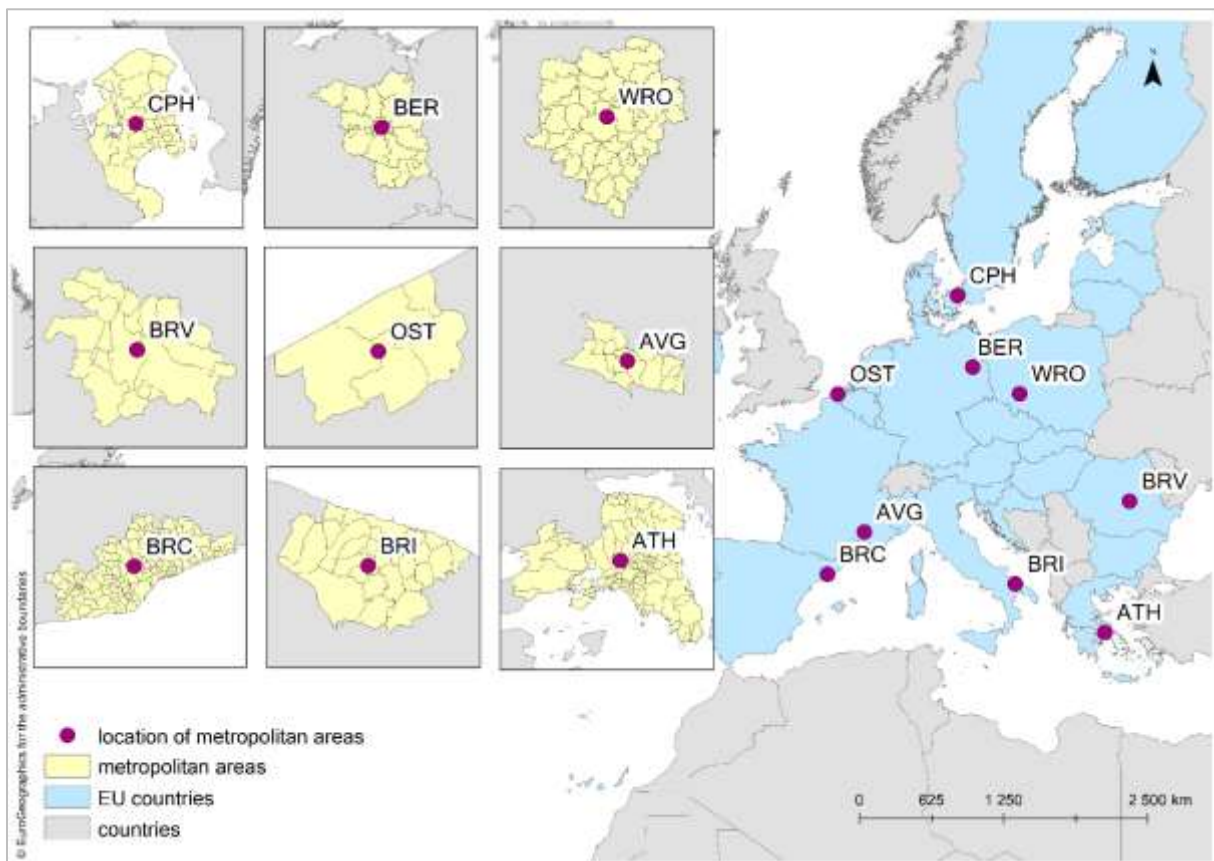 CPH
BER
WRO
BRV
OST
AVG
BRC
BRI
ATH
N
CPH
BER
OST
WRO
BRV
AVG
BRC
BRI
ATH
location of metropolitan areas
metropolitan areas
EU countries
countries
0 625 1 250 2 500 km
© EuroGeographics for the administrative boundaries